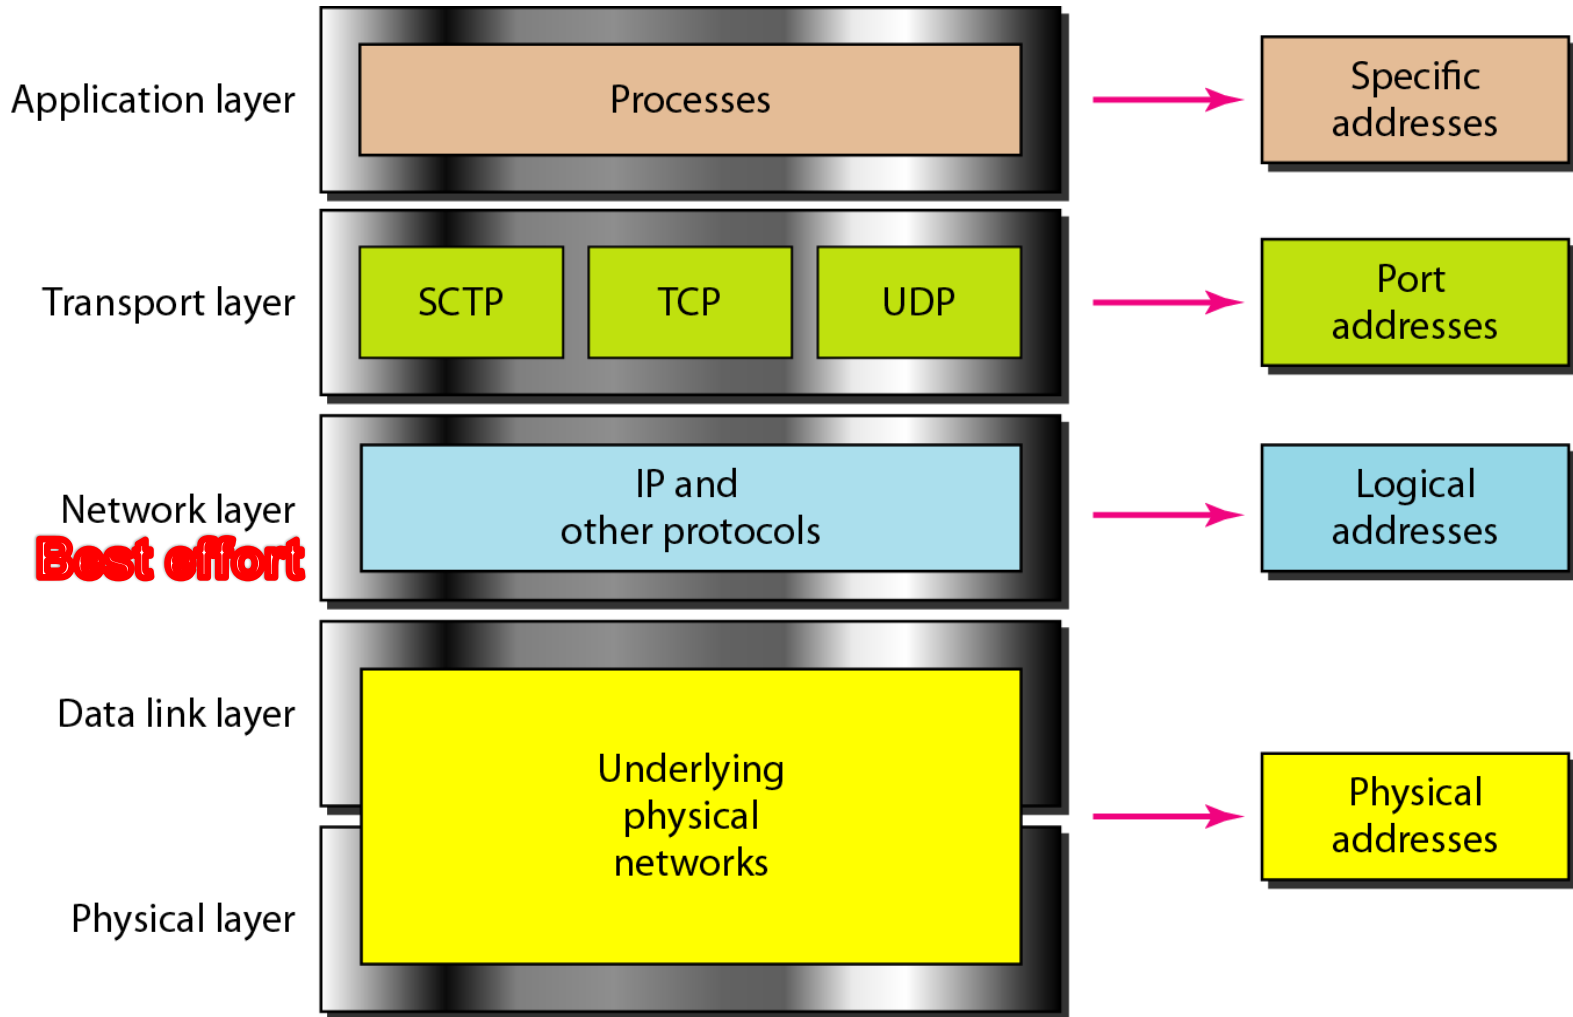 Application layer
Processes
Specific
addresses
Transport layer
SCTP
TCP
UDP
Port
addresses
Network layer
Best effort
IP and
other protocols
Logical
addresses
Data link layer
Underlying
physical
networks
Physical
addresses
Physical layer